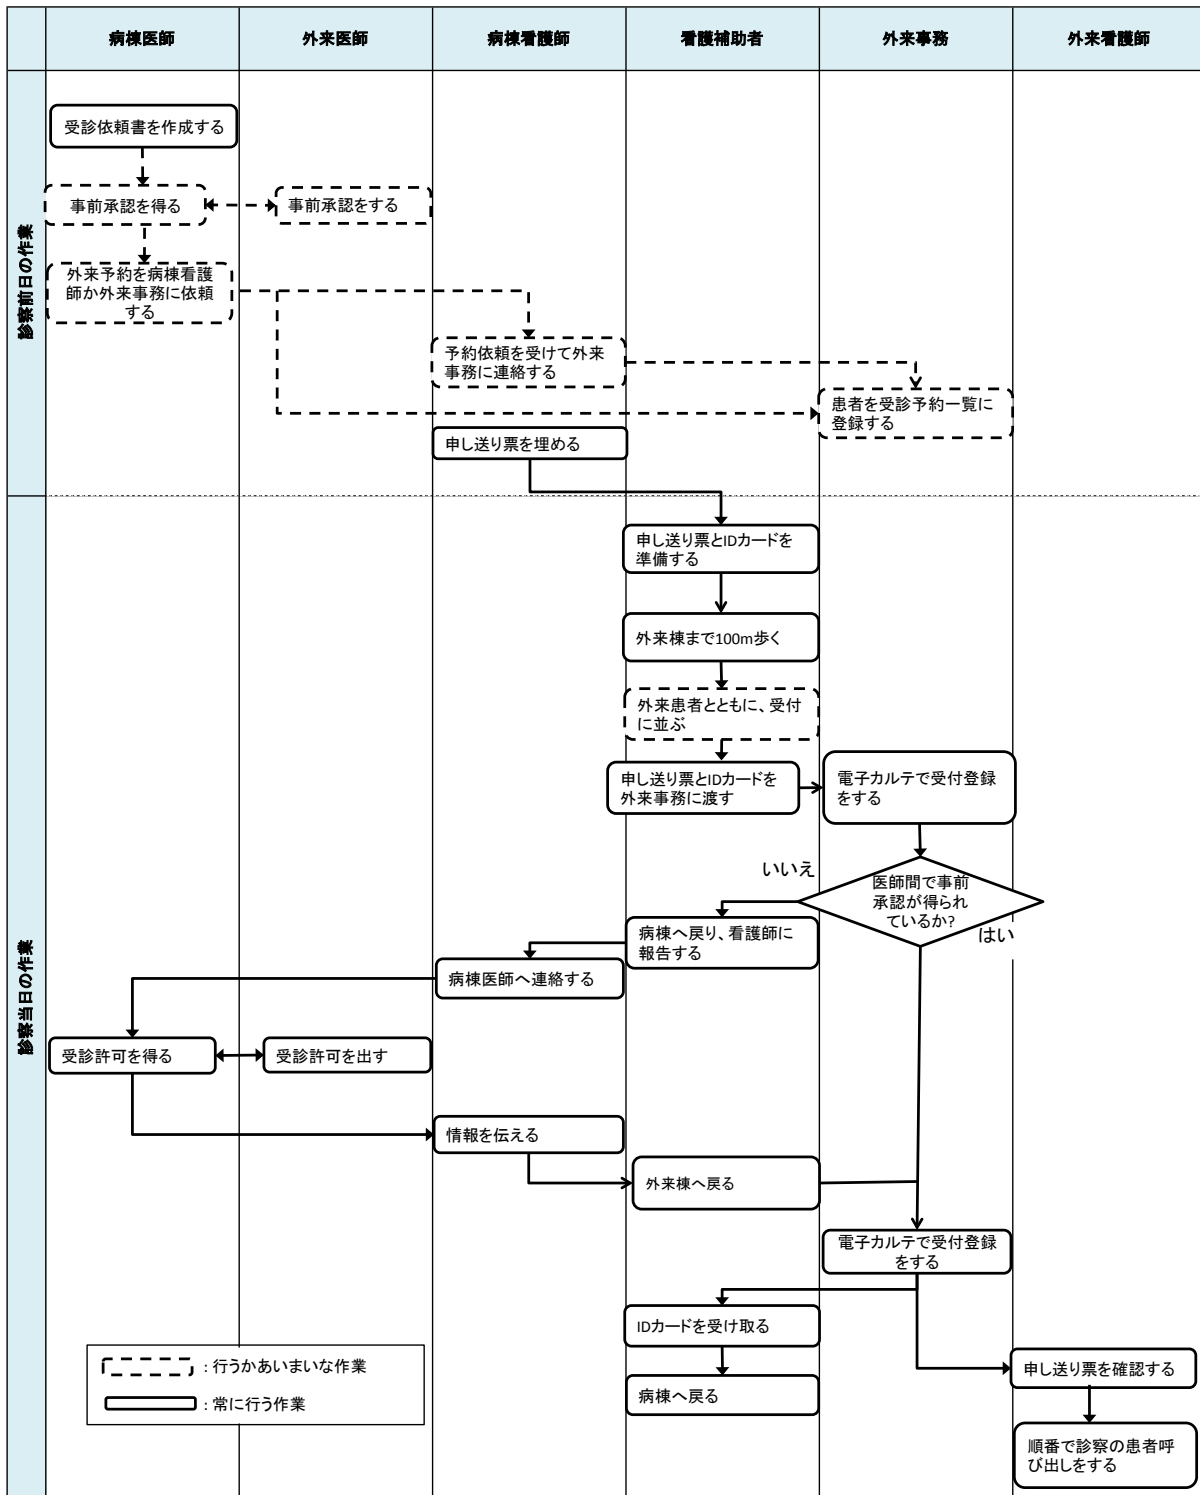 病棟医師
外来医師
病棟看護師
看護補助者
外来事務
外来看護師
診察前日の作業
受診依頼書を作成する
事前承認を得る
事前承認をする
外来予約を病棟看護
師か外来事務に依頼
する
予約依頼を受けて外来
事務に連絡する
患者を受診予約一覧に
登録する
申し送り票を埋める
診察当日の作業
申し送り票とIDカードを
準備する
外来棟まで100m歩く
外来患者とともに、受付
に並ぶ
申し送り票とIDカードを
外来事務に渡す
電子カルテで受付登録
をする
いいえ
医師間で事前
承認が得られ
ているか?
はい
病棟へ戻り、看護師に
報告する
病棟医師へ連絡する
受診許可を得る
受診許可を出す
情報を伝える
外来棟へ戻る
電子カルテで受付登録
をする
IDカードを受け取る
病棟へ戻る
申し送り票を確認する
順番で診察の患者呼
び出しをする
：行うかあいまいな作業
：常に行う作業